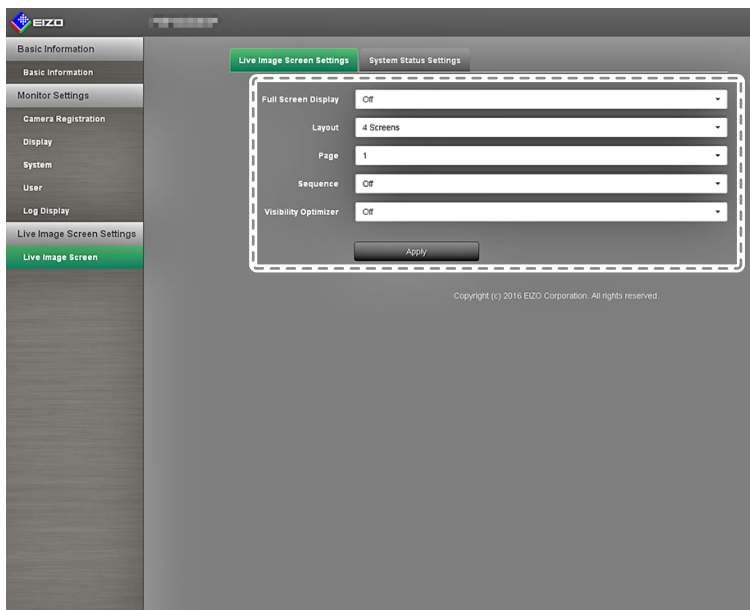 EIZO
Basic Information
Basic Information
Monitor Settings
Camera Registration
Display
System
User
Log Display
Live Image Screen Settings
Live Image Screen
Live Image Screen Settings
System Status Settings
Full Screen Display Off
Layout 4 Screens
Page 1
Sequence Off
Visibility Optimizer Off
Apply
Copyright (c) 2016 EIZO Corporation. All rights reserved.